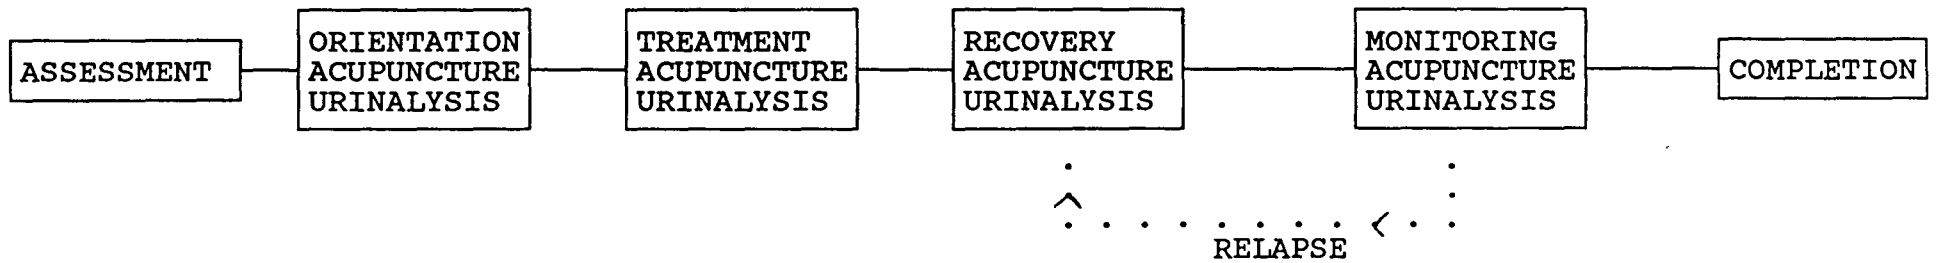 ASSESSMENT
ORIENTATION
ACUPUNCTURE
URINALYSIS
TREATMENT
ACUPUNCTURE
URINALYSIS
RECOVERY
ACUPUNCTURE
URINALYSIS
MONITORING
ACUPUNCTURE
URINALYSIS
COMPLETION
RELAPSE